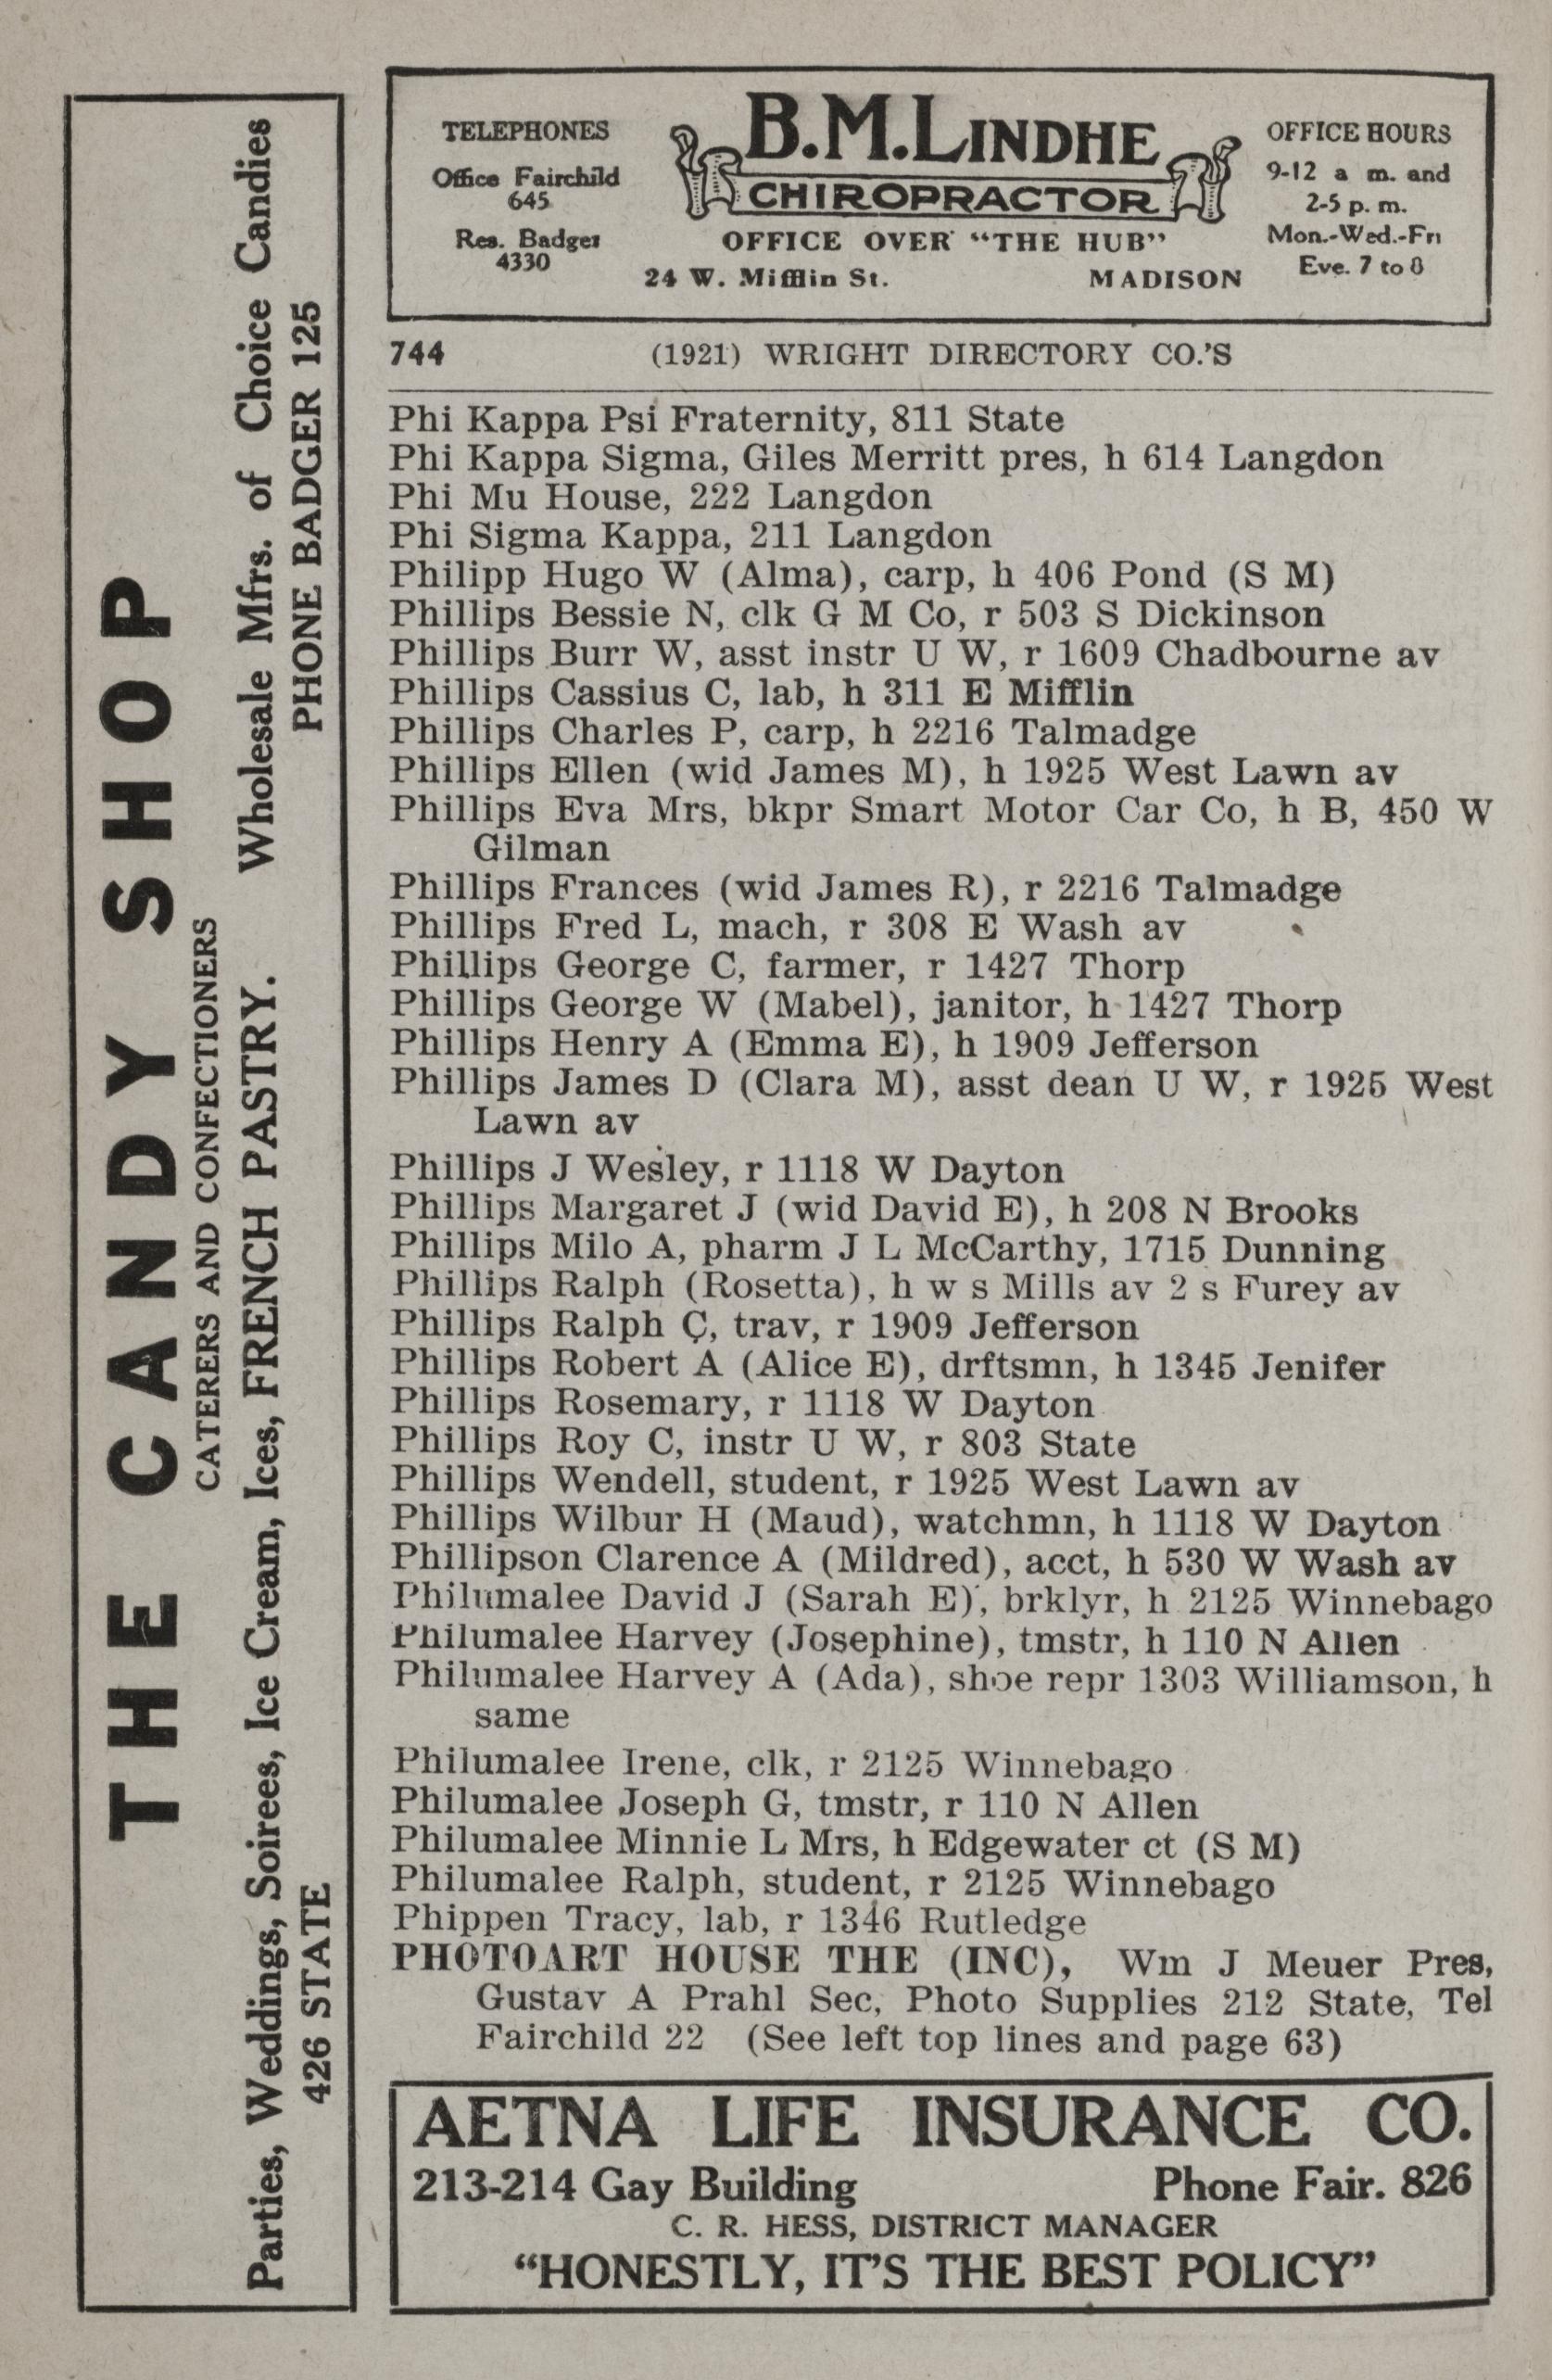 THE CANDY SHOP
CATERERS AND CONFECTIONERS
Parties, Weddings, Soirees, Ice Cream, Ices, FRENCH PASTRY. Wholesale Mfrs. of Choice Candies
426 STATE PHONE BADGER 125
TELEPHONES
Office Fairchild
645
Res. Badger
4330
B.M.LINDHE
CHIROPRACTOR
OFFICE OVER "THE HUB"
24 W. Mifflin St. MADISON
OFFICE HOURS
9-12 a m. and
2-5 p. m.
Mon.-Wed.-Fri
Eve. 7 to 8
744 (1921) WRIGHT DIRECTORY CO.'S
Phi Kappa Psi Fraternity, 811 State
Phi Kappa Sigma, Giles Merritt pres, h 614 Langdon
Phi Mu House, 222 Langdon
Phi Sigma Kappa, 211 Langdon
Philipp Hugo W (Alma), carp, h 406 Pond (S M)
Phillips Bessie N, clk G M Co, r 503 S Dickinson
Phillips Burr W, asst instr U W, r 1609 Chadbourne av
Phillips Cassius C, lab, h 311 E Mifflin
Phillips Charles P, carp, h 2216 Talmadge
Phillips Ellen (wid James M), h 1925 West Lawn av
Phillips Eva Mrs, bkpr Smart Motor Car Co, h B, 450 W
Gilman
Phillips Frances (wid James R), r 2216 Talmadge
Phillips Fred L, mach, r 308 E Wash av
Phillips George C, farmer, r 1427 Thorp
Phillips George W (Mabel), janitor, h 1427 Thorp
Phillips Henry A (Emma E), h 1909 Jefferson
Phillips James D (Clara M), asst dean U W, r 1925 West
Lawn av
Phillips J Wesley, r 1118 W Dayton
Phillips Margaret J (wid David E), h 208 N Brooks
Phillips Milo A, pharm J L McCarthy, 1715 Dunning
Phillips Ralph (Rosetta), h w s Mills av 2 s Furey av
Phillips Ralph C, trav, r 1909 Jefferson
Phillips Robert A (Alice E), drftsmn, h 1345 Jenifer
Phillips Rosemary, r 1118 W Dayton
Phillips Roy C, instr U W, r 803 State
Phillips Wendell, student, r 1925 West Lawn av
Phillips Wilbur H (Maud), watchmn, h 1118 W Dayton
Phillipson Clarence A (Mildred), acct, h 530 W Wash av
Philumalee David J (Sarah E), brklyr, h 2125 Winnebago
Philumalee Harvey (Josephine), tmstr, h 110 N Allen
Philumalee Harvey A (Ada), shoe repr 1303 Williamson, h
same
Philumalee Irene, clk, r 2125 Winnebago
Philumalee Joseph G, tmstr, r 110 N Allen
Philumalee Minnie L Mrs, h Edgewater ct (S M)
Philumalee Ralph, student, r 2125 Winnebago
Phippen Tracy, lab, r 1346 Rutledge
PHOTOART HOUSE THE (INC), Wm J Meuer Pres,
Gustav A Prahl Sec, Photo Supplies 212 State, Tel
Fairchild 22 (See left top lines and page 63)
AETNA LIFE INSURANCE CO.
213-214 Gay Building Phone Fair. 826
C. R. HESS, DISTRICT MANAGER
"HONESTLY, IT'S THE BEST POLICY"